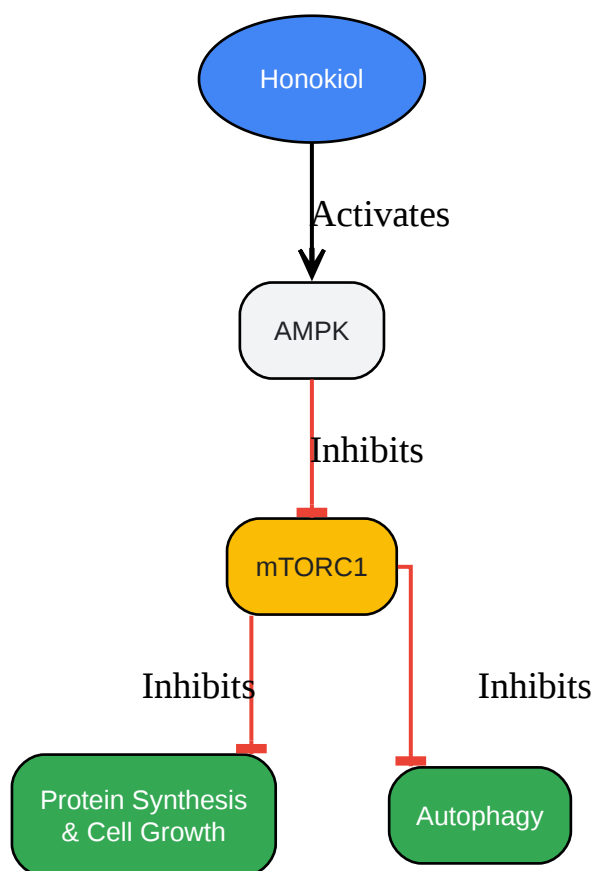 Honokiol
Activates
AMPK
Inhibits
mTORC1
Inhibits
Inhibits
Protein Synthesis
& Cell Growth
Autophagy